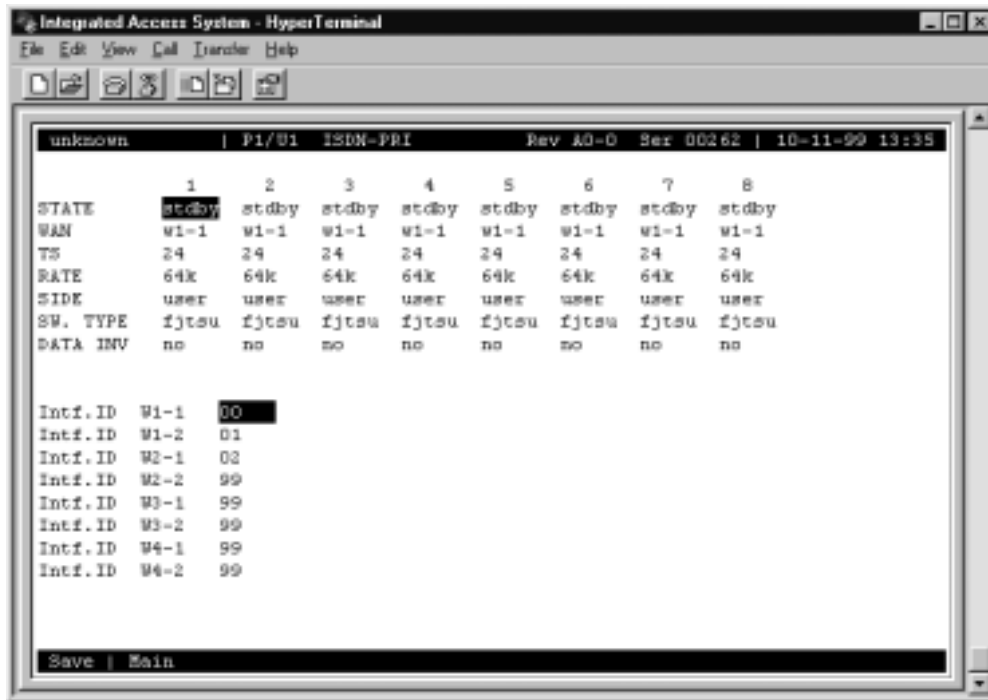 Integrated Access System - HyperTerminal
File Edit View Call Transfer Help
unknown | P1/U1 ISDN-PRI Rev A0-0 Ser 00262 | 10-11-99 13:35
1 2 3 4 5 6 7 8
STATE stdby stdby stdby stdby stdby stdby stdby stdby
WAN w1-1 w1-1 w1-1 w1-1 w1-1 w1-1 w1-1 w1-1
TS 24 24 24 24 24 24 24 24
RATE 64k 64k 64k 64k 64k 64k 64k 64k
SIDE user user user user user user user user
SW. TYPE fjtsu fjtsu fjtsu fjtsu fjtsu fjtsu fjtsu fjtsu
DATA INV no no no no no no no no
Intf.ID W1-1 00
Intf.ID W1-2 01
Intf.ID W2-1 02
Intf.ID W2-2 99
Intf.ID W3-1 99
Intf.ID W3-2 99
Intf.ID W4-1 99
Intf.ID W4-2 99
Save | Main